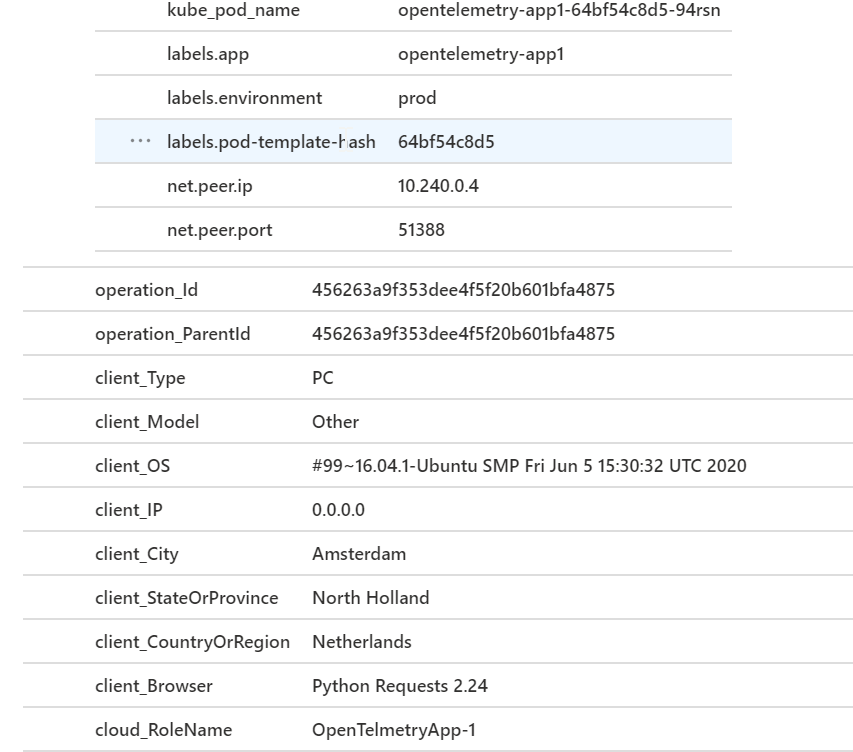 kube_pod_name opentelemetry-app1-64bf54c8d5-94rsn
labels.app opentelemetry-app1
labels.environment prod
··· labels.pod-template-hash 64bf54c8d5
net.peer.ip 10.240.0.4
net.peer.port 51388
operation_Id 456263a9f353dee4f5f20b601bfa4875
operation_ParentId 456263a9f353dee4f5f20b601bfa4875
client_Type PC
client_Model Other
client_OS #99~16.04.1-Ubuntu SMP Fri Jun 5 15:30:32 UTC 2020
client_IP 0.0.0.0
client_City Amsterdam
client_StateOrProvince North Holland
client_CountryOrRegion Netherlands
client_Browser Python Requests 2.24
cloud_RoleName OpenTelmetryApp-1